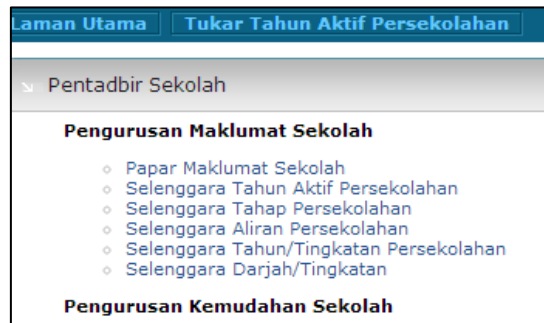 Laman Utama Tukar Tahun Aktif Persekolahan
Pentadbir Sekolah
Pengurusan Maklumat Sekolah
Papar Maklumat Sekolah
Selenggara Tahun Aktif Persekolahan
Selenggara Tahap Persekolahan
Selenggara Aliran Persekolahan
Selenggara Tahun/Tingkatan Persekolahan
Selenggara Darjah/Tingkatan
Pengurusan Kemudahan Sekolah